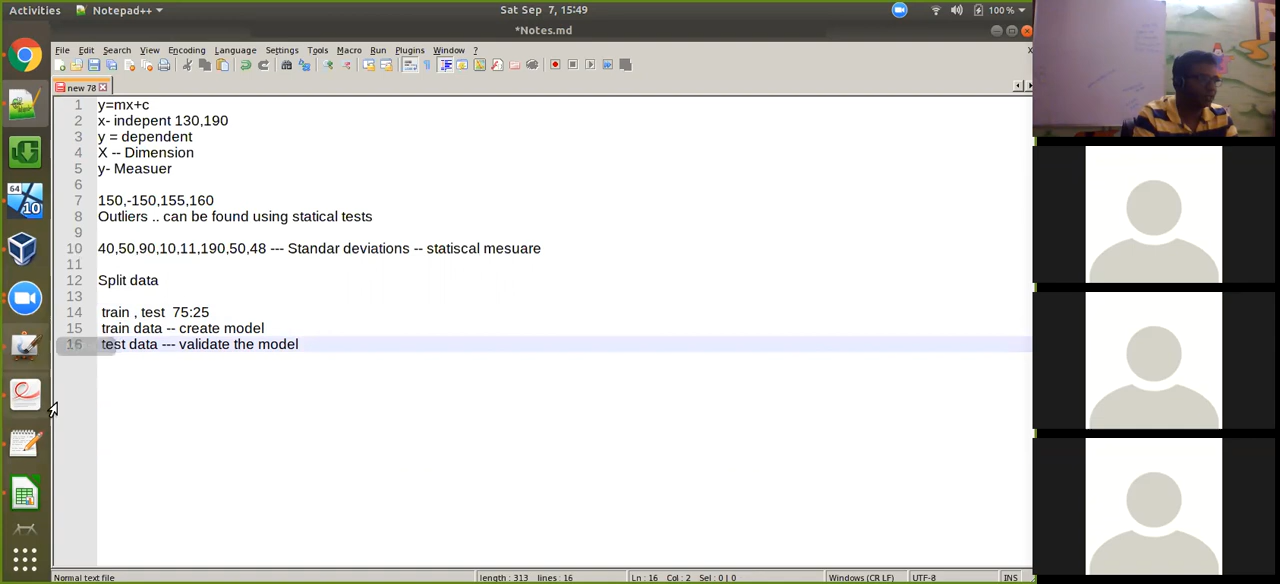 Activities Notepad++ Sat Sep 7, 15:49 100 %
*Notes.md
File Edit Search View Encoding Language Settings Tools Macro Run Plugins Window ?
new 78
1 y=mx+c
2 x- indepent 130,190
3 y = dependent
4 X -- Dimension
5 y- Measuer
6
7 150,-150,155,160
8 Outliers .. can be found using statical tests
9
10 40,50,90,10,11,190,50,48 --- Standar deviations -- statiscal mesuare
11
12 Split data
13
14 train , test 75:25
15 train data -- create model
16 test data --- validate the model
64
10
Normal text file length : 313 lines : 16 Ln : 16 Col : 2 Sel : 0 | 0 Windows (CR LF) UTF-8 INS